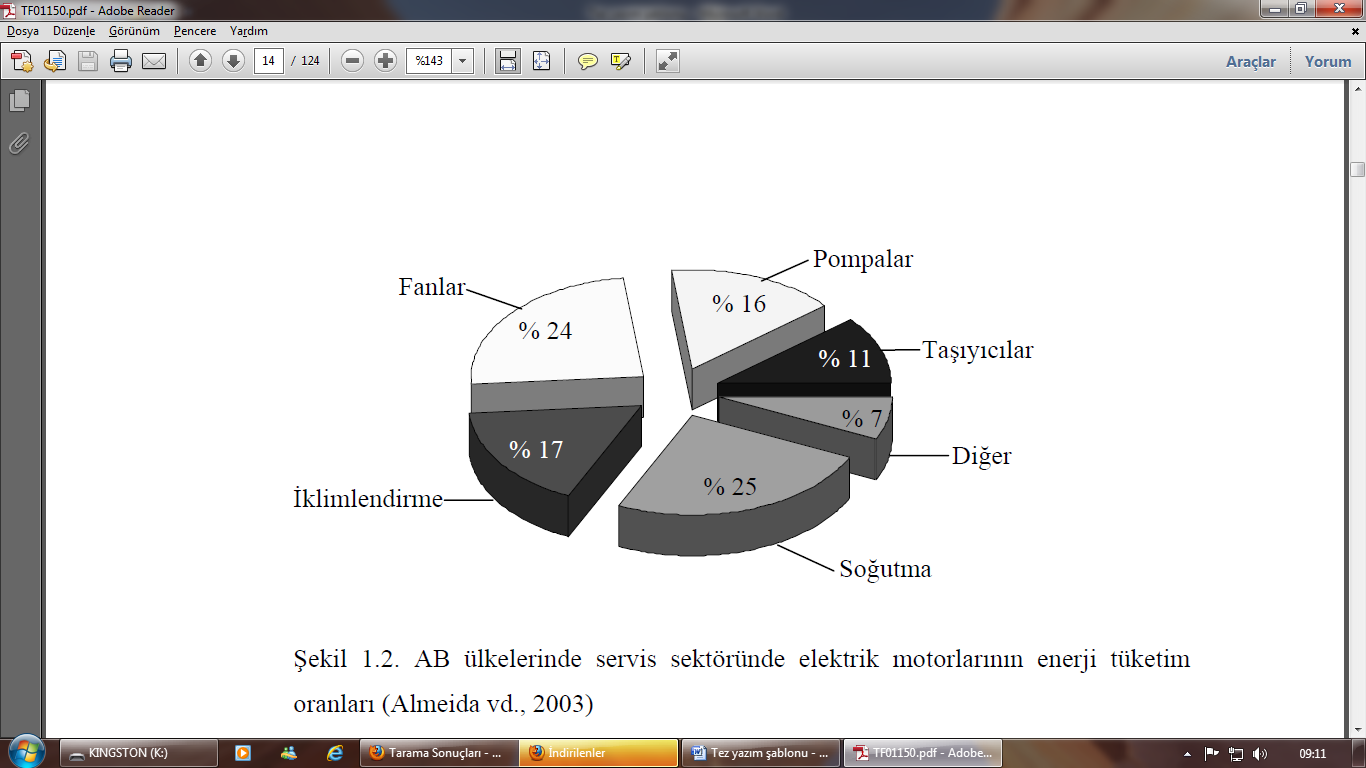 TF01150.pdf - Adobe Reader
Dosya Düzenle Görünüm Pencere Yardım
14 / 124 %143 Araçlar Yorum
Pompalar
Fanlar
% 16
% 24
Taşıyıcılar
% 11
% 7
% 17
Diğer
% 25
İklimlendirme
Soğutma
Şekil 1.2. AB ülkelerinde servis sektöründe elektrik motorlarının enerji tüketim
oranları (Almeida vd., 2003)
KINGSTON (K:) Tarama Sonuçları - ... İndirilenler Tez yazım şablonu - ... TF01150.pdf - Adobe... 09:11